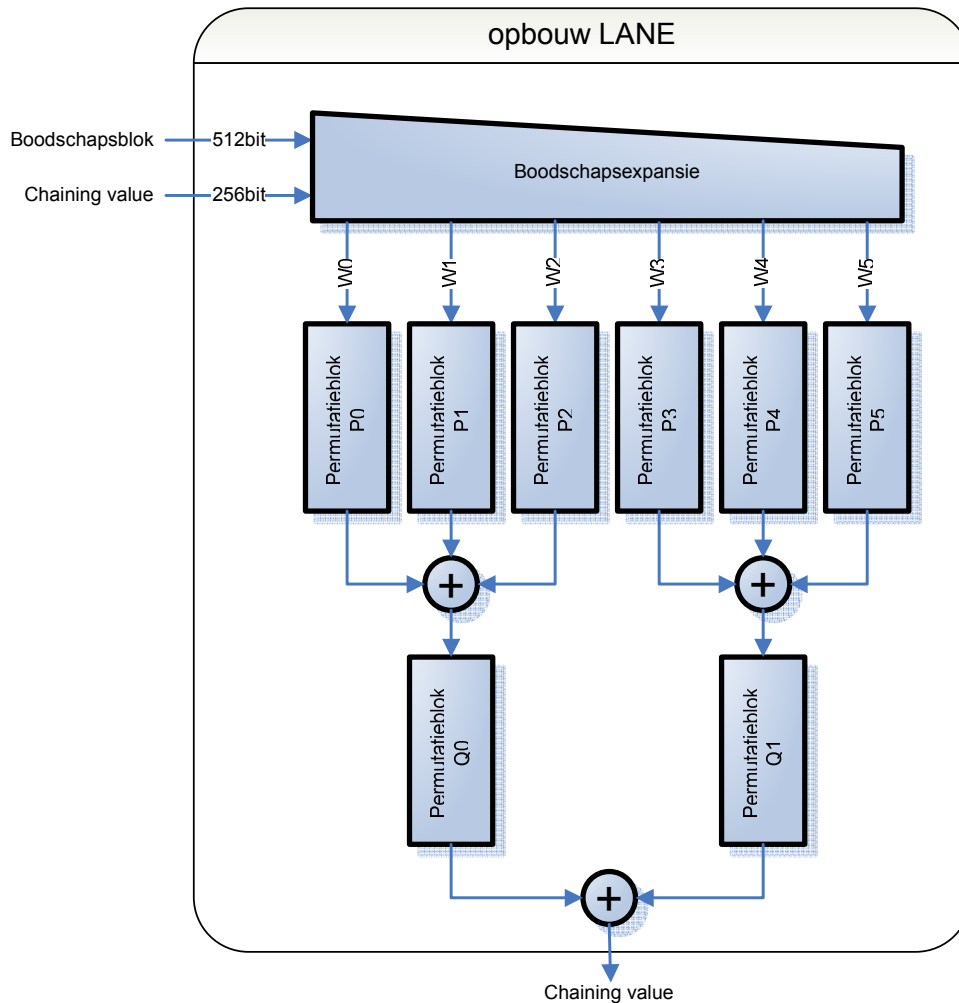 opbouw LANE
Boodschapsblok
512bit
Chaining value
256bit
Boodschapsexpansie
W0
W1
W2
W3
W4
W5
Permutatieblok
P0
Permutatieblok
P1
Permutatieblok
P2
Permutatieblok
P3
Permutatieblok
P4
Permutatieblok
P5
+
+
Permutatieblok
Q0
Permutatieblok
Q1
+
Chaining value